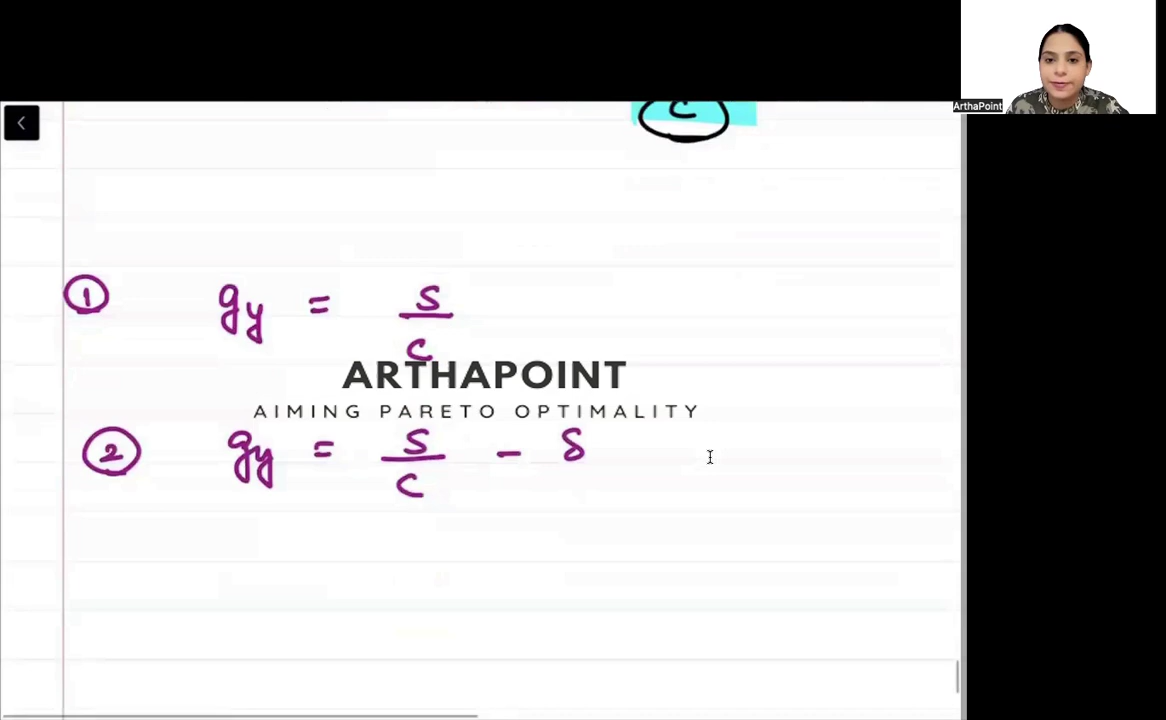 ArthaPoint
C
① gy = s/c
ARTHAPOINT
AIMING PARETO OPTIMALITY
② gy = s/c - δ